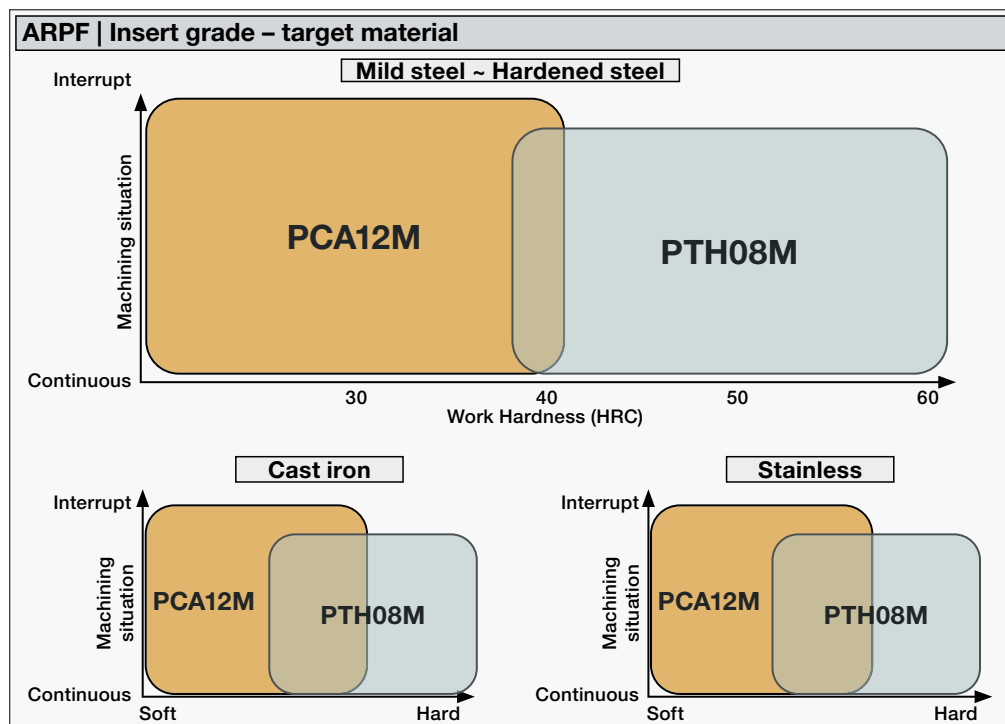 ARPF | Insert grade – target material
Mild steel ~ Hardened steel
Interrupt
Machining situation
PCA12M
PTH08M
Continuous
30 40 50 60
Work Hardness (HRC)
Cast iron
Interrupt
Machining
situation
PCA12M
PTH08M
Continuous
Soft Hard
Stainless
Interrupt
Machining
situation
PCA12M
PTH08M
Continuous
Soft Hard